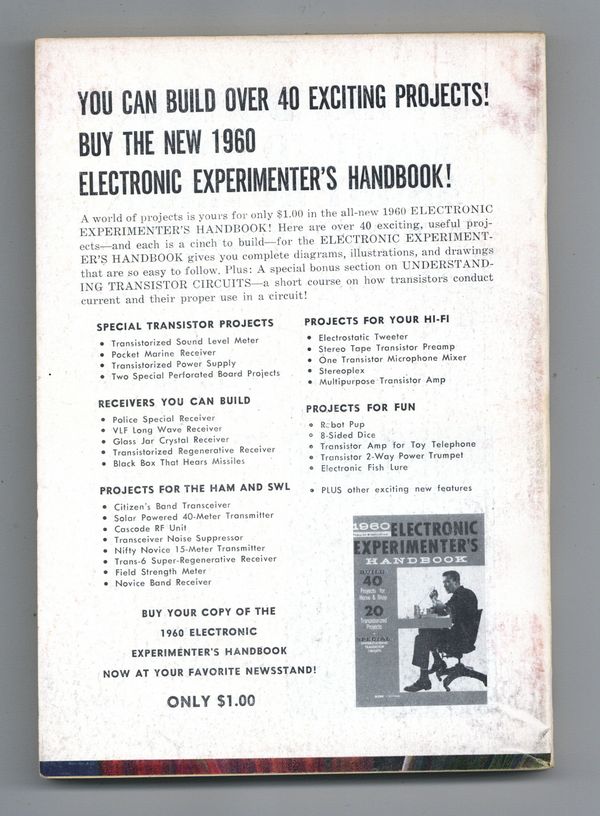 YOU CAN BUILD OVER 40 EXCITING PROJECTS!
BUY THE NEW 1960
ELECTRONIC EXPERIMENTER'S HANDBOOK!
A world of projects is yours for only $1.00 in the all-new 1960 ELECTRONIC
EXPERIMENTER'S HANDBOOK! Here are over 40 exciting, useful proj-
ects—and each is a cinch to build—for the ELECTRONIC EXPERIMENT-
ER'S HANDBOOK gives you complete diagrams, illustrations, and drawings
that are so easy to follow. Plus: A special bonus section on UNDERSTAND-
ING TRANSISTOR CIRCUITS—a short course on how transistors conduct
current and their proper use in a circuit!
SPECIAL TRANSISTOR PROJECTS
• Transistorized Sound Level Meter
• Pocket Marine Receiver
• Transistorized Power Supply
• Two Special Perforated Board Projects
RECEIVERS YOU CAN BUILD
• Police Special Receiver
• VLF Long Wave Receiver
• Glass Jar Crystal Receiver
• Transistorized Regenerative Receiver
• Black Box That Hears Missiles
PROJECTS FOR THE HAM AND SWL
• Citizen's Band Transceiver
• Solar Powered 40-Meter Transmitter
• Cascode RF Unit
• Transceiver Noise Suppressor
• Nifty Novice 15-Meter Transmitter
• Trans-6 Super-Regenerative Receiver
• Field Strength Meter
• Novice Band Receiver
PROJECTS FOR YOUR HI-FI
• Electrostatic Tweeter
• Stereo Tape Transistor Preamp
• One Transistor Microphone Mixer
• Stereoplex
• Multipurpose Transistor Amp
PROJECTS FOR FUN
• Robot Pup
• 8-Sided Dice
• Transistor Amp for Toy Telephone
• Transistor 2-Way Power Trumpet
• Electronic Fish Lure
• PLUS other exciting new features
BUY YOUR COPY OF THE
1960 ELECTRONIC
EXPERIMENTER'S HANDBOOK
NOW AT YOUR FAVORITE NEWSSTAND!
ONLY $1.00
1960 ELECTRONIC
EXPERIMENTER'S
HANDBOOK
BUILD
40
Projects for
Home & Shop
20
Transistorized
Projects
SPECIAL